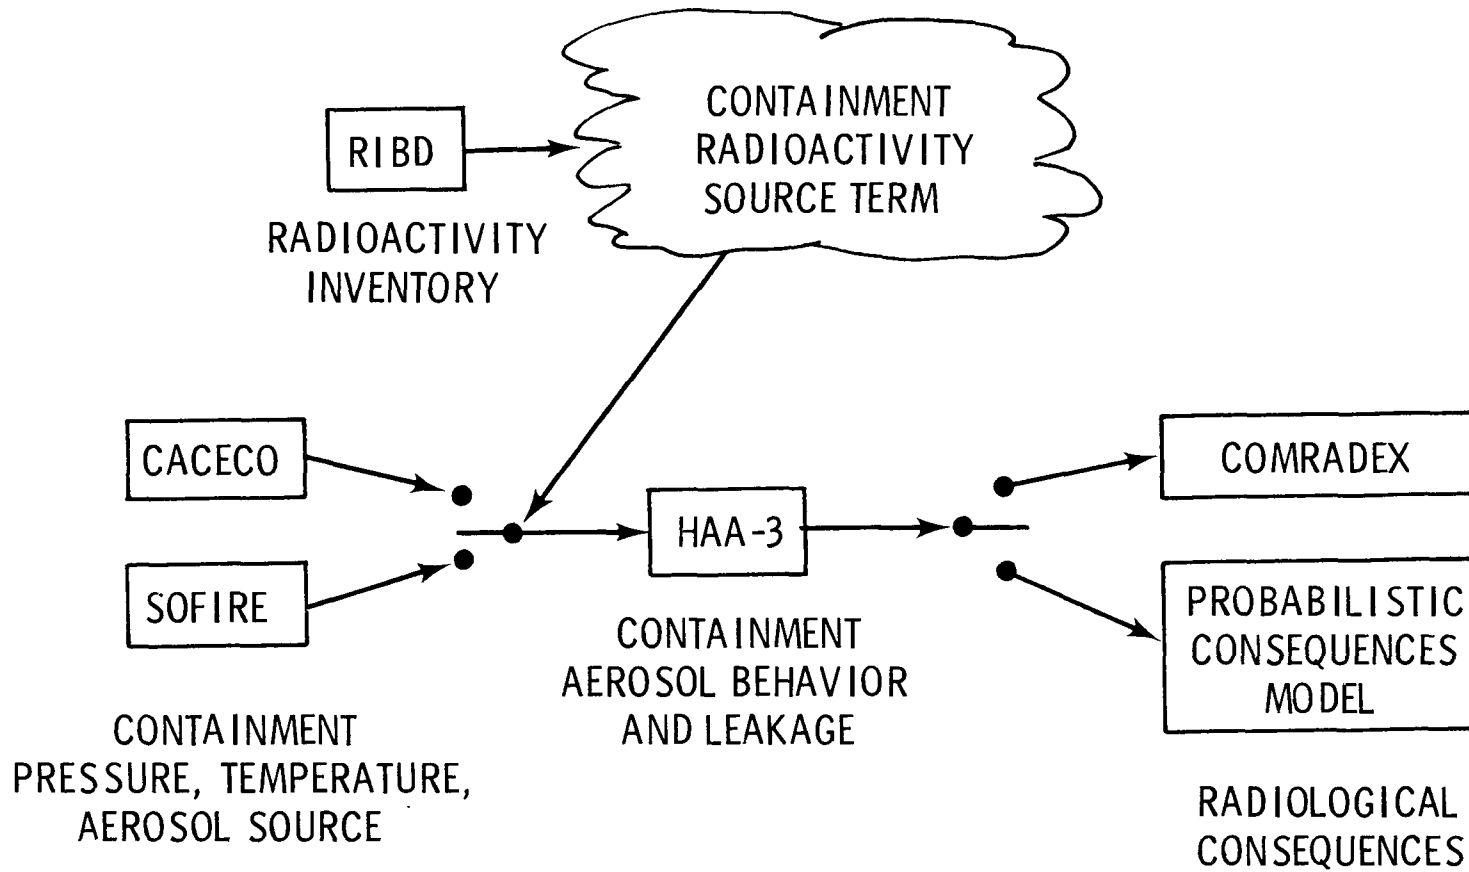 CONTAINMENT
RADIOACTIVITY
SOURCE TERM
RIBD
RADIOACTIVITY
INVENTORY
CACECO
SOFIRE
CONTAINMENT
PRESSURE, TEMPERATURE,
AEROSOL SOURCE
HAA-3
CONTAINMENT
AEROSOL BEHAVIOR
AND LEAKAGE
COMRADEX
PROBABILISTIC
CONSEQUENCES
MODEL
RADIOLOGICAL
CONSEQUENCES